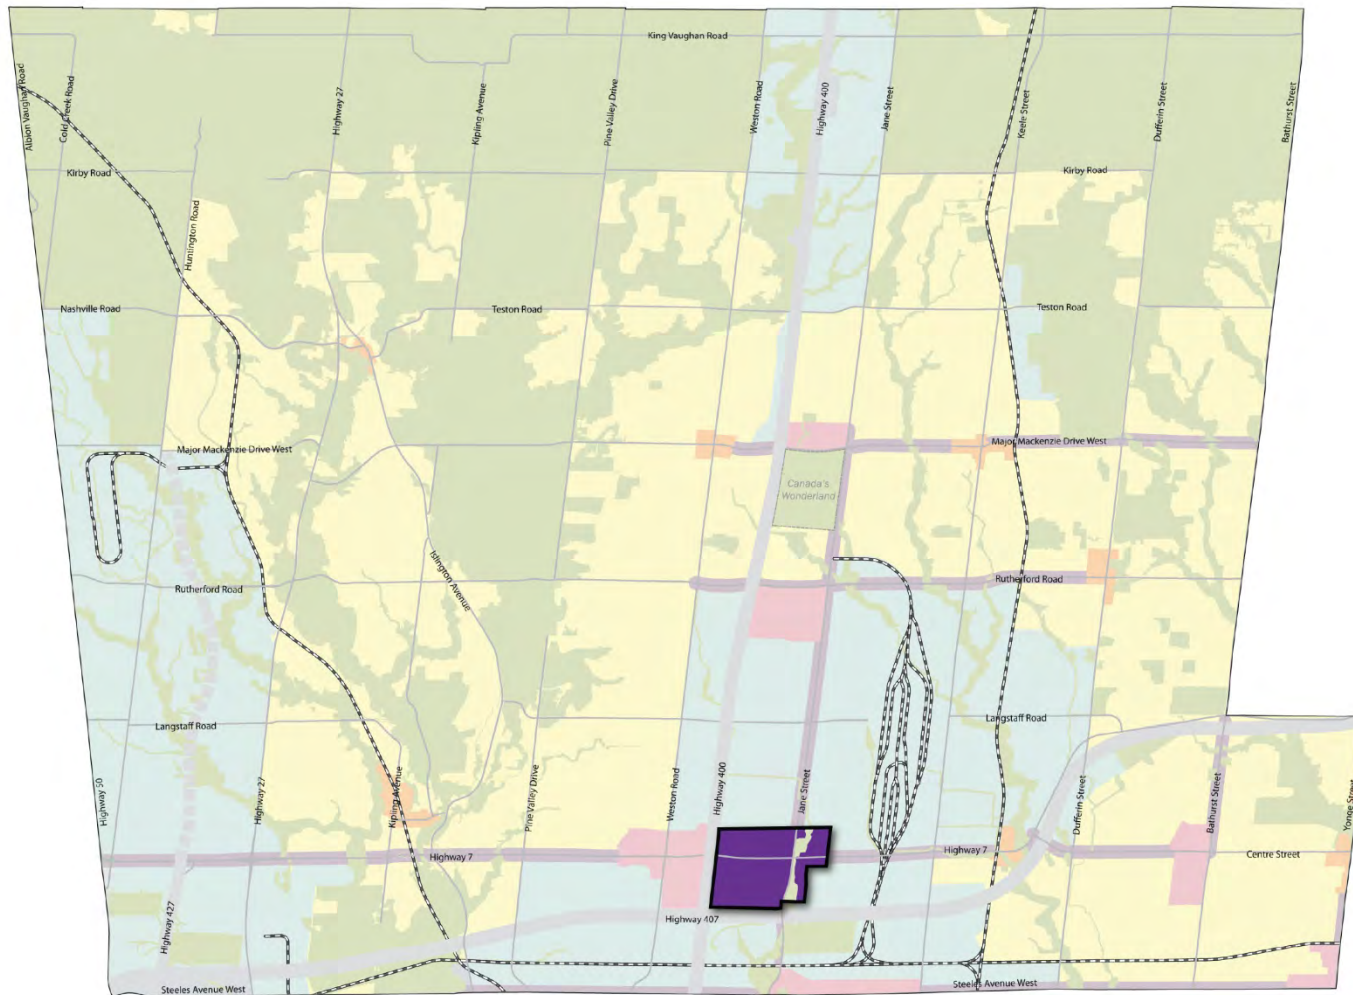 King Vaughan Road
Albion Vaughan Road
Cold Creek Road
Highway 27
Kipling Avenue
Pine Valley Drive
Weston Road
Highway 400
Jane Street
Keele Street
Dufferin Street
Bathurst Street
Kirby Road
Kirby Road
Huntington Road
Nashville Road
Teston Road
Teston Road
Major Mackenzie Drive West
Major Mackenzie Drive West
Canada's
Wonderland
Islington Avenue
Rutherford Road
Rutherford Road
Langstaff Road
Langstaff Road
Highway 50
Highway 27
Kipling Avenue
Pine Valley Drive
Weston Road
Highway 400
Jane Street
Dufferin Street
Bathurst Street
Yonge Street
Highway 7
Highway 7
Centre Street
Highway 427
Highway 407
Steeles Avenue West
Steeles Avenue West